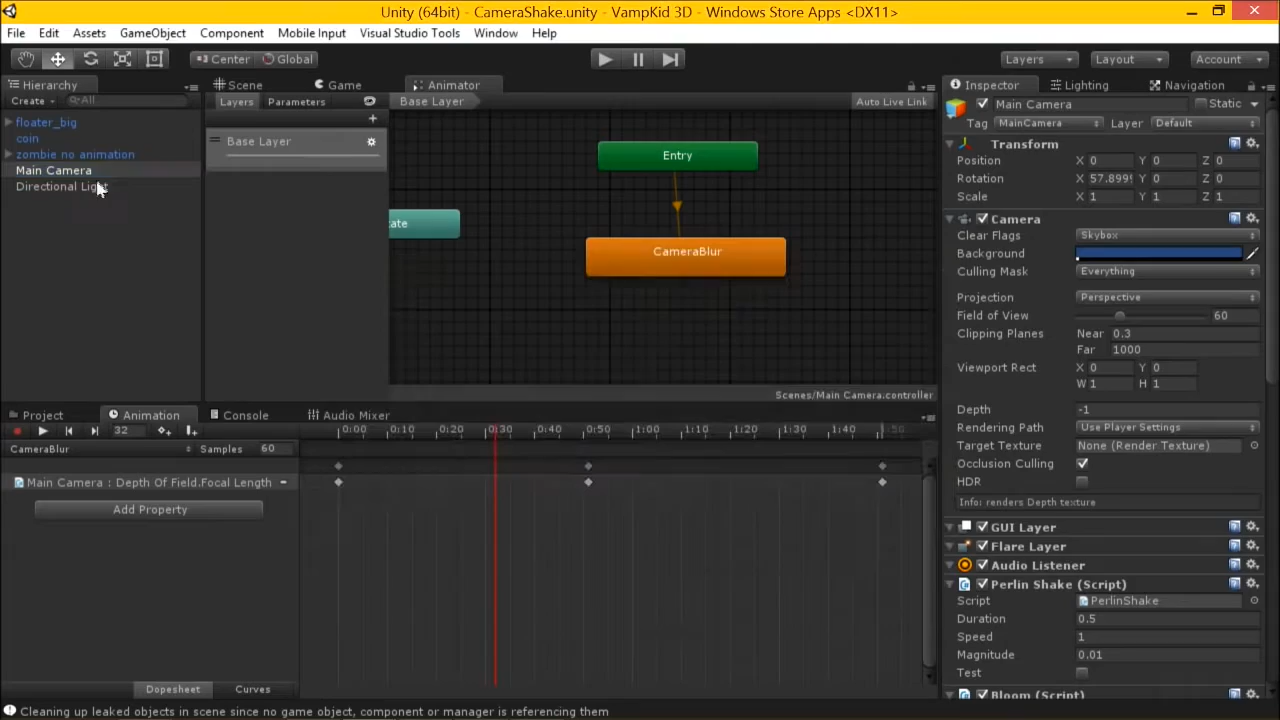 Unity (64bit) - CameraShake.unity - VampKid 3D - Windows Store Apps <DX11>
File Edit Assets GameObject Component Mobile Input Visual Studio Tools Window Help
Center Global Layers Layout Account
Hierarchy Scene Game Animator Inspector Lighting Navigation
Create All Layers Parameters Base Layer Auto Live Link Main Camera Static
floater_big
coin
zombie no animation
Main Camera
Directional Light
Base Layer
Entry
ate
CameraBlur
Scenes/Main Camera.controller
Tag MainCamera Layer Default
Transform
Position X 0 Y 0 Z 0
Rotation X 57.8999 Y 0 Z 0
Scale X 1 Y 1 Z 1
Camera
Clear Flags Skybox
Background
Culling Mask Everything
Projection Perspective
Field of View 60
Clipping Planes Near 0.3
Far 1000
Viewport Rect X 0 Y 0
W 1 H 1
Depth -1
Rendering Path Use Player Settings
Target Texture None (Render Texture)
Occlusion Culling
HDR
Info: renders Depth texture
GUI Layer
Flare Layer
Audio Listener
Perlin Shake (Script)
Script PerlinShake
Duration 0.5
Speed 1
Magnitude 0.01
Test
Bloom (Script)
Project Animation Console Audio Mixer
32 0:00 0:10 0:20 0:30 0:40 0:50 1:00 1:10 1:20 1:30 1:40 1:50
CameraBlur Samples 60
Main Camera : Depth Of Field.Focal Length
Add Property
Dopesheet Curves
Cleaning up leaked objects in scene since no game object, component or manager is referencing them